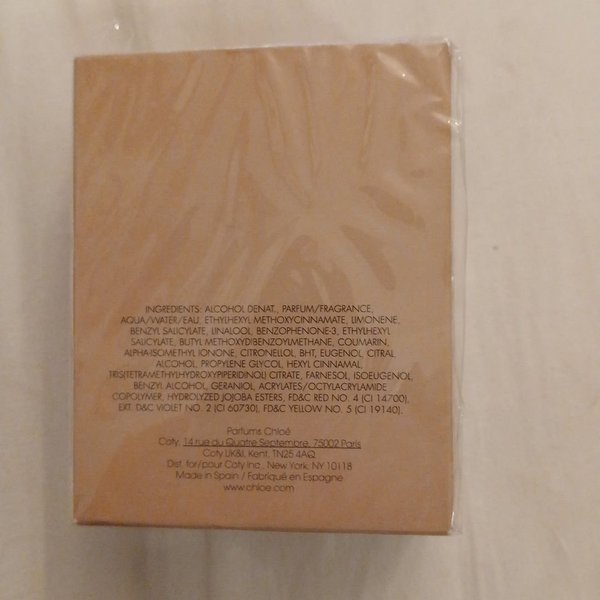 INGREDIENTS: ALCOHOL DENAT., PARFUM/FRAGRANCE,
AQUA/WATER/EAU, ETHYLHEXYL METHOXYCINNAMATE, LIMONENE,
BENZYL SALICYLATE, LINALOOL, BENZOPHENONE-3, ETHYLHEXYL
SALICYLATE, BUTYL METHOXYDIBENZOYLMETHANE, COUMARIN,
ALPHA-ISOMETHYL IONONE, CITRONELLOL, BHT, EUGENOL, CITRAL,
ALCOHOL, PROPYLENE GLYCOL, HEXYL CINNAMAL,
TRIS(TETRAMETHYLHYDROXYPIPERIDINOL) CITRATE, FARNESOL, ISOEUGENOL,
BENZYL ALCOHOL, GERANIOL, ACRYLATES/OCTYLACRYLAMIDE
COPOLYMER, HYDROLYZED JOJOBA ESTERS, FD&C RED NO. 4 (CI 14700),
EXT. D&C VIOLET NO. 2 (CI 60730), FD&C YELLOW NO. 5 (CI 19140).
Parfums Chloé
Coty, 14 rue du Quatre Septembre, 75002 Paris
Coty UK&I, Kent, TN25 4AQ
Dist. for/pour Coty Inc., New York, NY 10118
Made in Spain / Fabriqué en Espagne
www.chloe.com